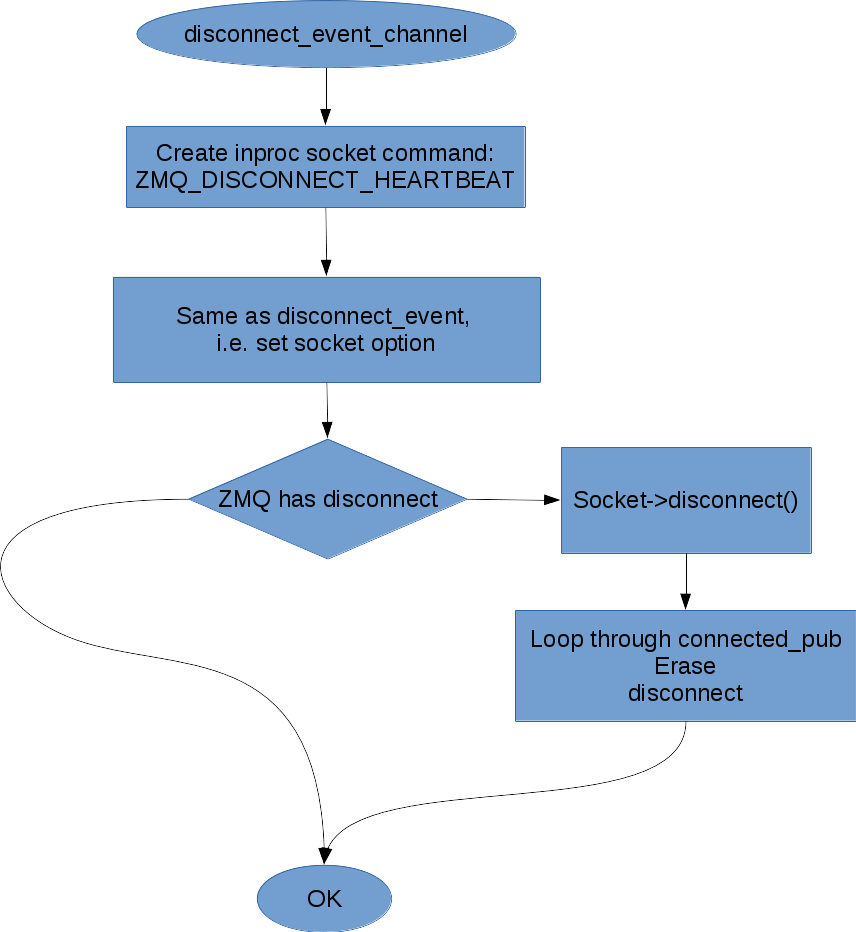 disconnect_event_channel
Create inproc socket command:
ZMQ_DISCONNECT_HEARTBEAT
Same as disconnect_event,
i.e. set socket option
ZMQ has disconnect
Socket->disconnect()
Loop through connected_pub
Erase
disconnect
OK